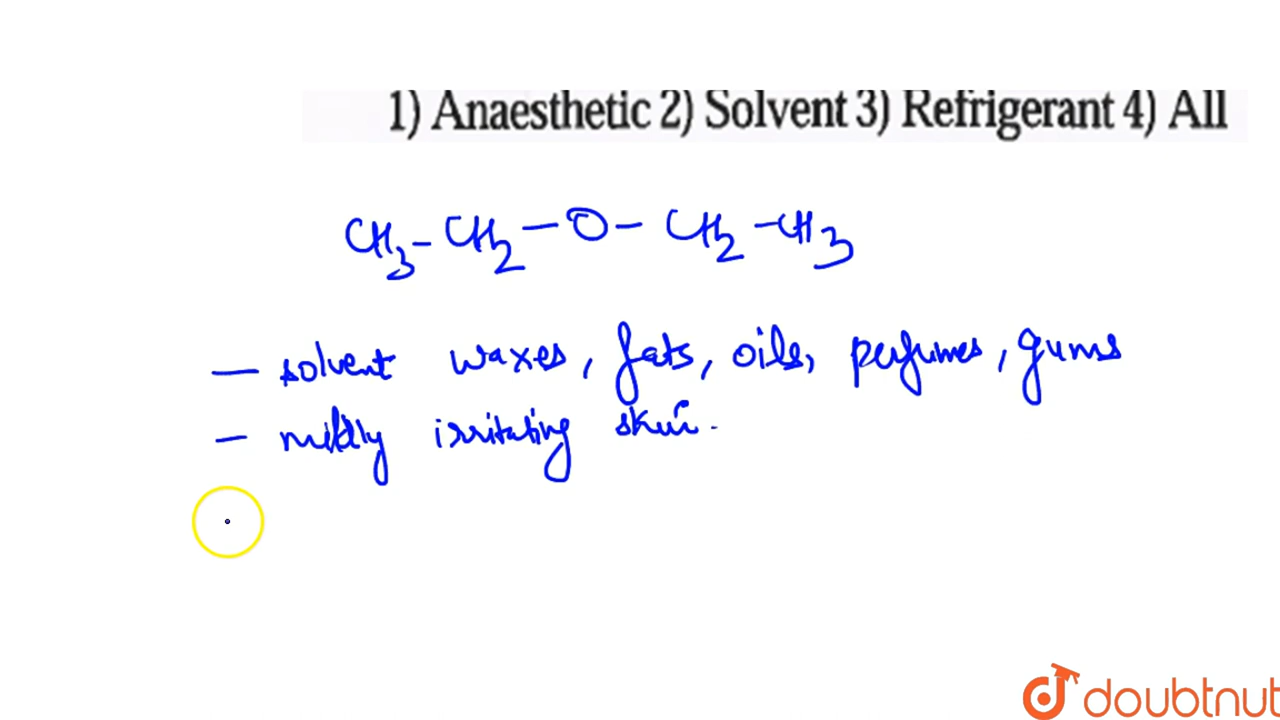 1) Anaesthetic 2) Solvent 3) Refrigerant 4) All
CH3 - CH2 - O - CH2 - CH3
- solvent waxes, fats, oils, perfumes, gums
- mildly irritating skin.
doubtnut